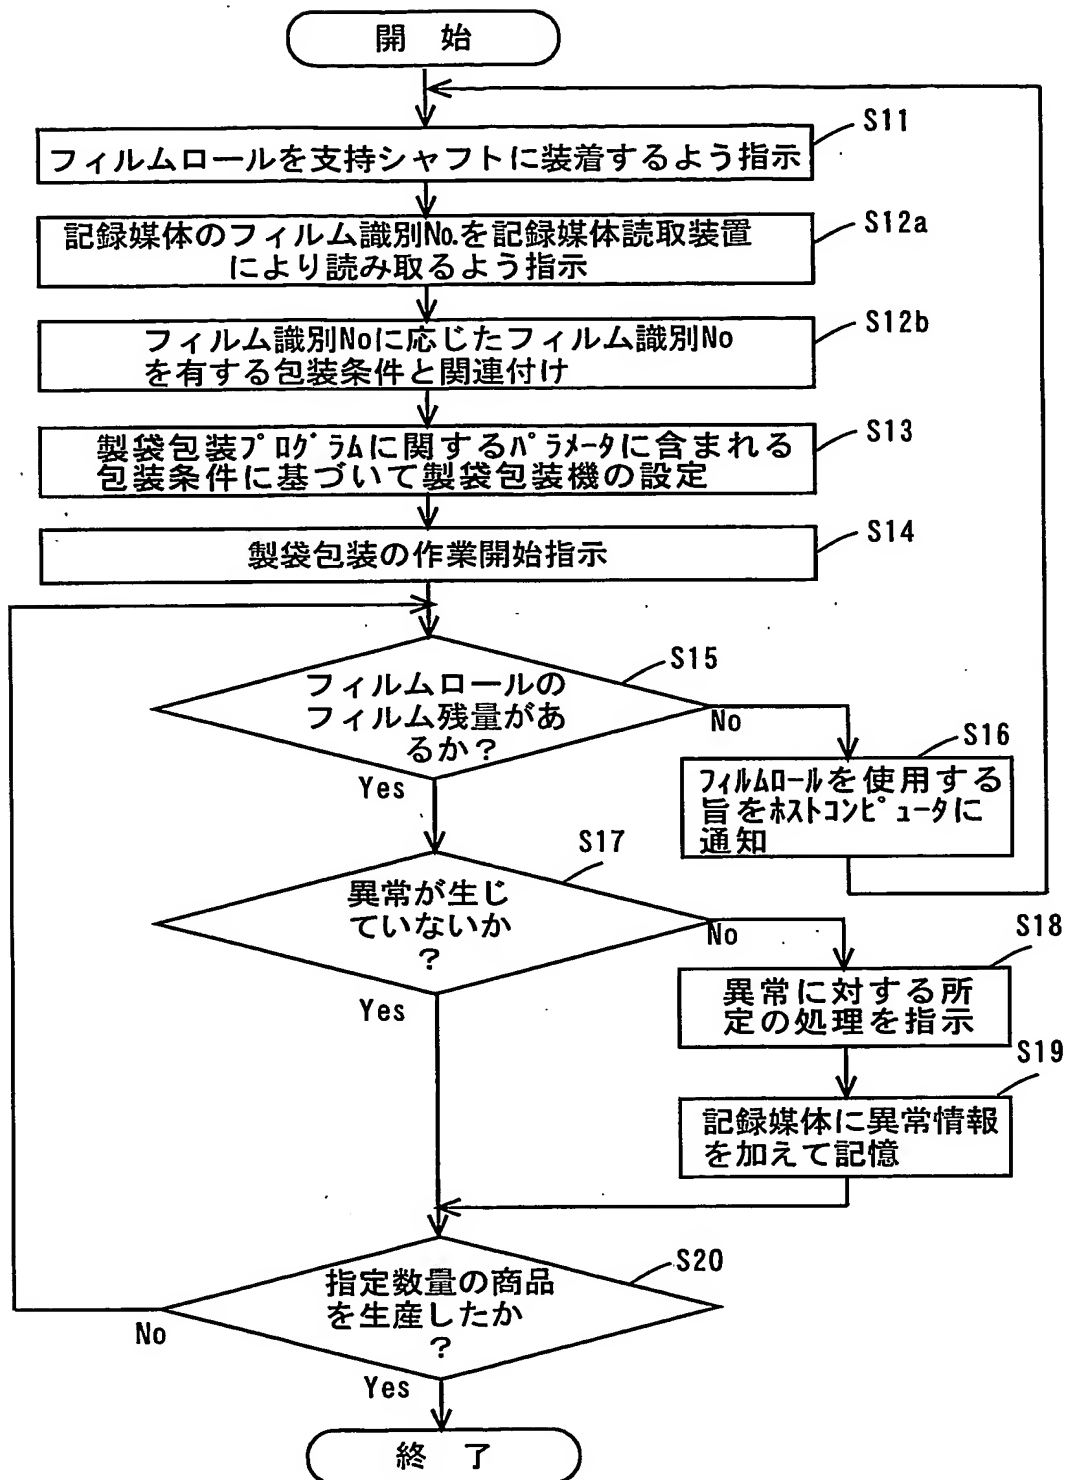 開 始
S11
フィルムロールを支持シャフトに装着するよう指示
S12a
記録媒体のフィルム識別No.を記録媒体読取装置
により読み取るよう指示
S12b
フィルム識別Noに応じたフィルム識別No
を有する包装条件と関連付け
S13
製袋包装プログラムに関するパラメータに含まれる
包装条件に基づいて製袋包装機の設定
S14
製袋包装の作業開始指示
S15
フィルムロールの
フィルム残量があ
るか?
No
Yes
S16
フィルムロールを使用する
旨をホストコンピュータに
通知
S17
異常が生じ
ていないか
?
No
Yes
S18
異常に対する所
定の処理を指示
S19
記録媒体に異常情報
を加えて記憶
S20
指定数量の商品
を生産したか
?
No
Yes
終 了